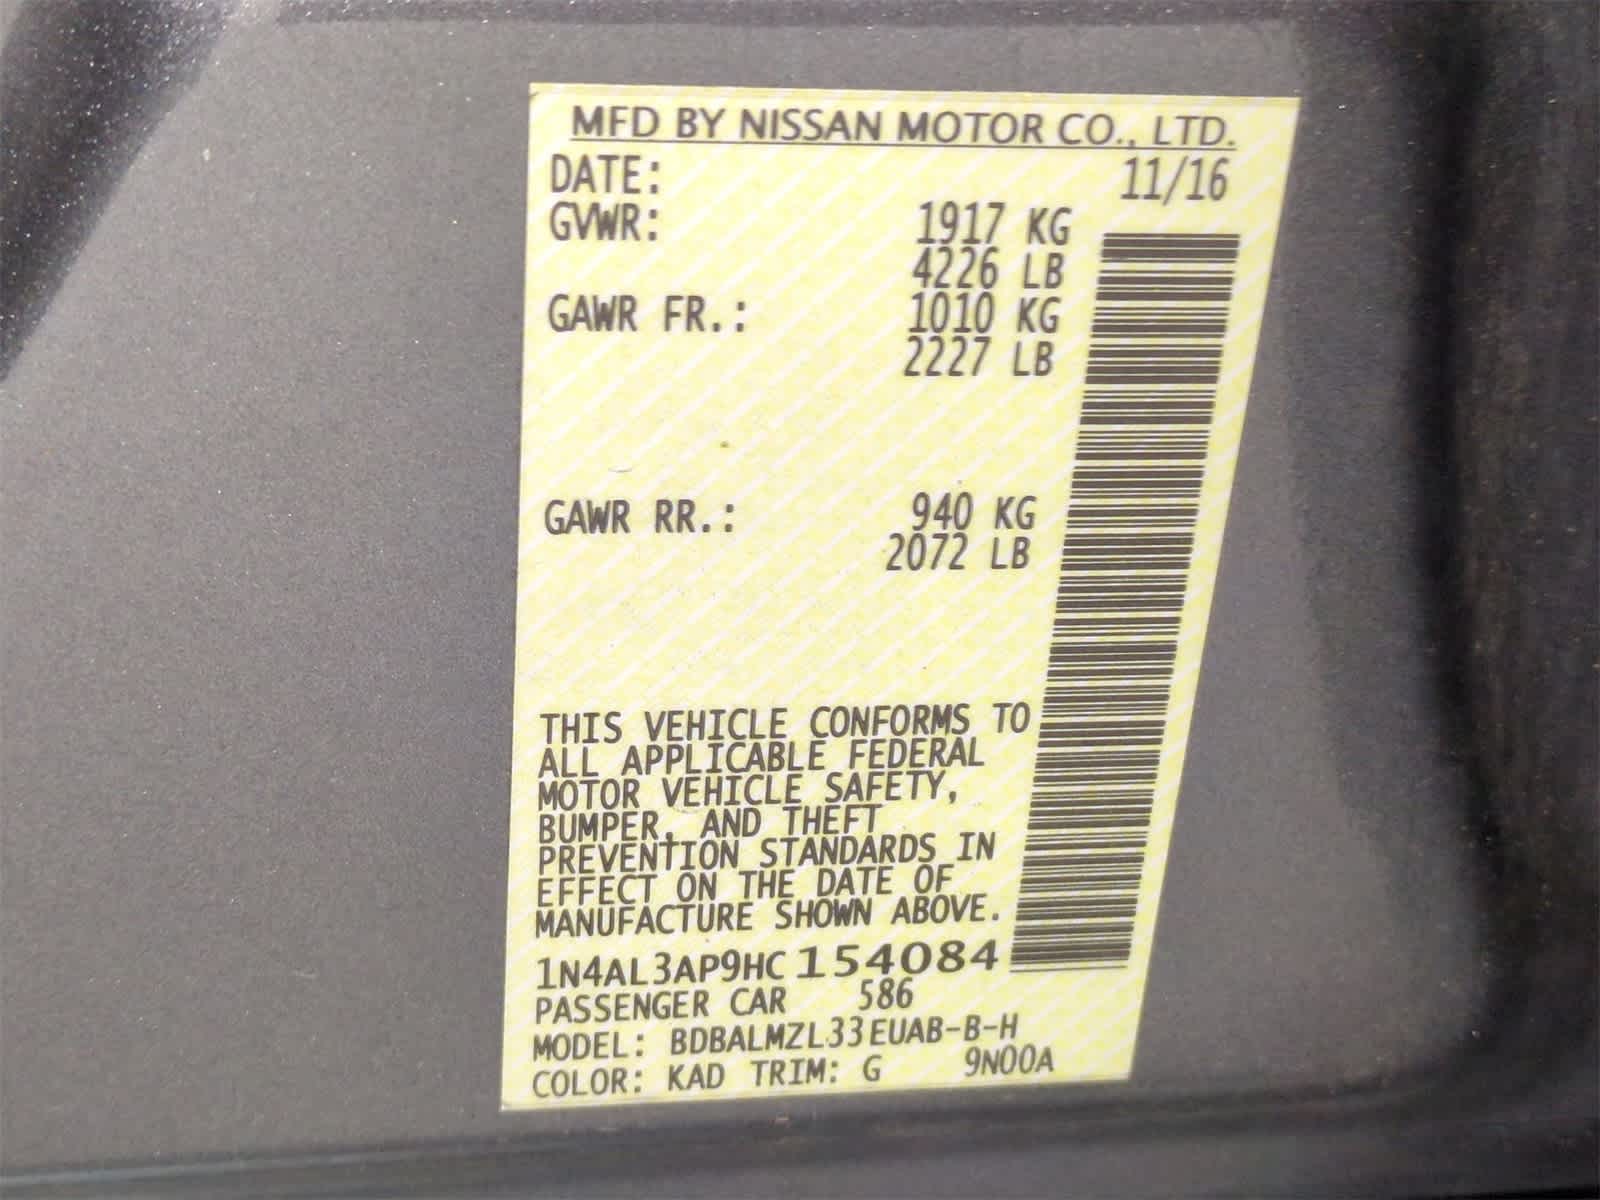 MFD BY NISSAN MOTOR CO., LTD.
DATE: 11/16
GVWR: 1917 KG
4226 LB
GAWR FR.: 1010 KG
2227 LB
GAWR RR.: 940 KG
2072 LB
THIS VEHICLE CONFORMS TO
ALL APPLICABLE FEDERAL
MOTOR VEHICLE SAFETY,
BUMPER, AND THEFT
PREVENTION STANDARDS IN
EFFECT ON THE DATE OF
MANUFACTURE SHOWN ABOVE.
1N4AL3AP9HC154084
PASSENGER CAR 586
MODEL: BDBALMZL33EUAB-B-H
COLOR: KAD TRIM: G 9N00A